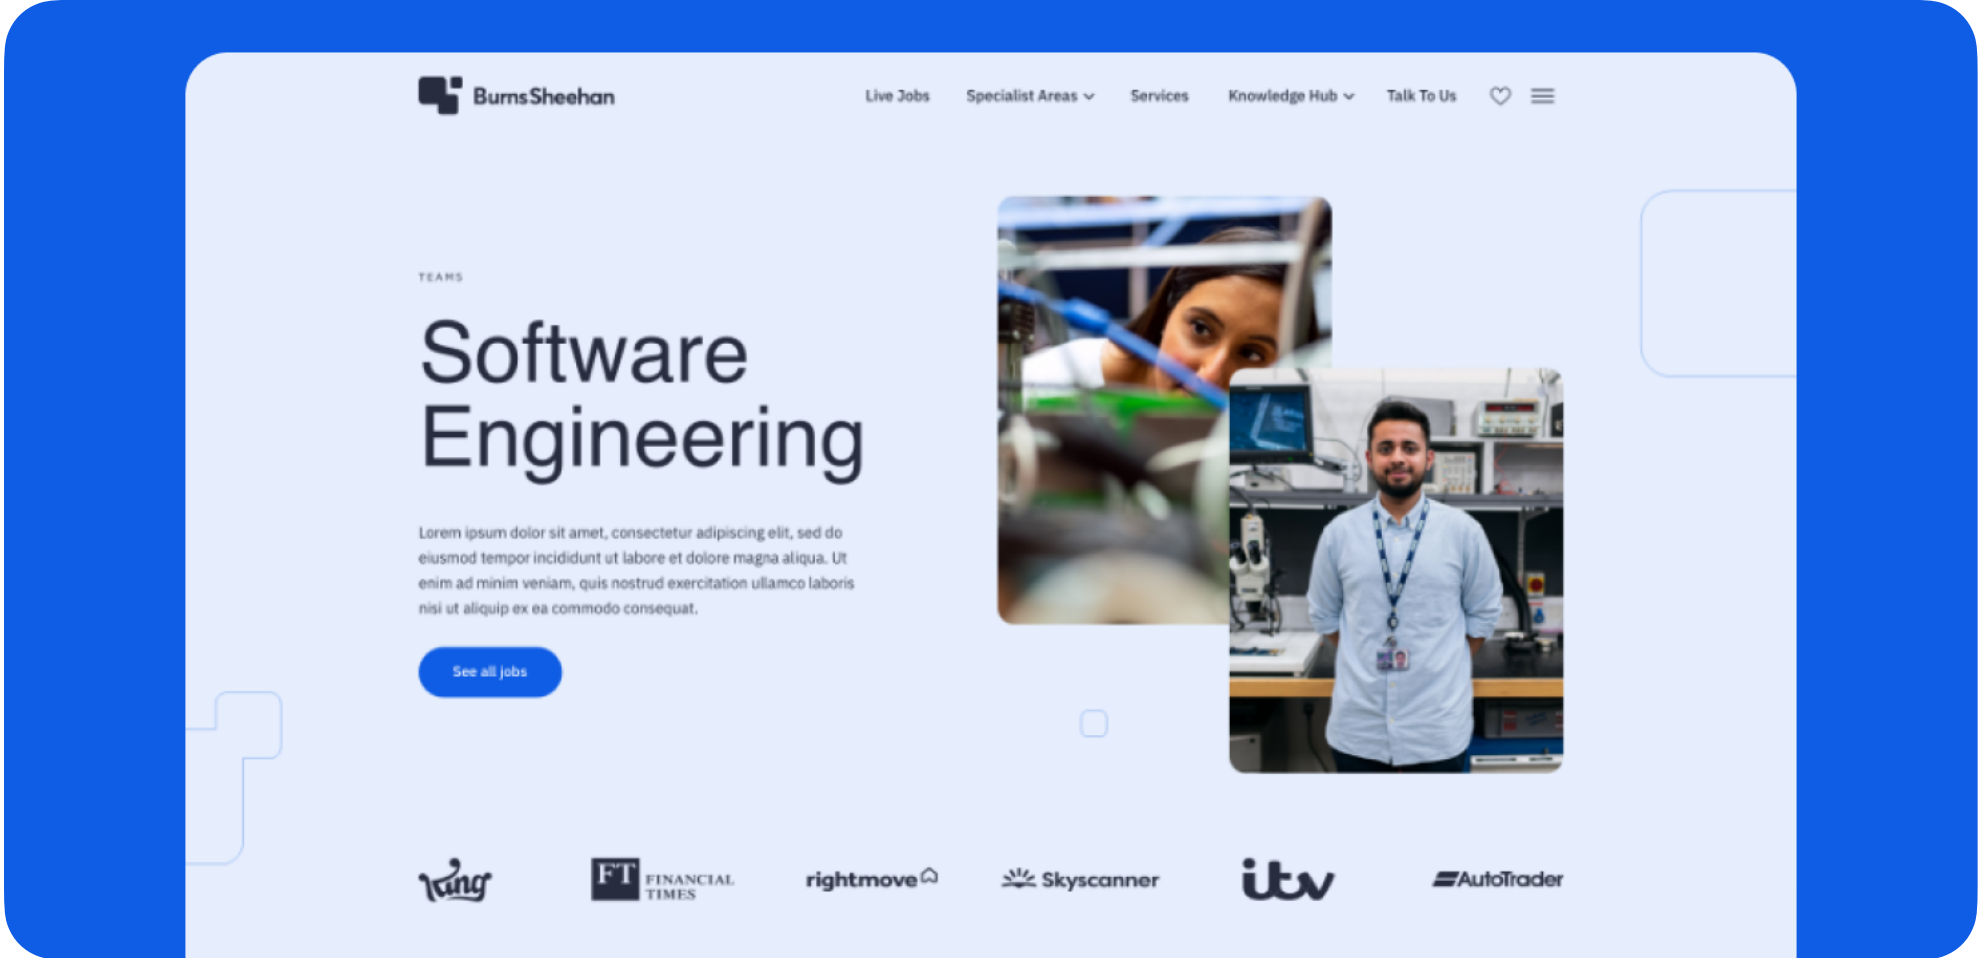 BurnsSheehan
Live Jobs
Specialist Areas
Services
Knowledge Hub
Talk To Us
TEAMS
Software
Engineering
Lorem ipsum dolor sit amet, consectetur adipiscing elit, sed do
eiusmod tempor incididunt ut labore et dolore magna aliqua. Ut
enim ad minim veniam, quis nostrud exercitation ullamco laboris
nisi ut aliquip ex ea commodo consequat.
See all jobs
King
FT
FINANCIAL
TIMES
rightmove
Skyscanner
itv
AutoTrader